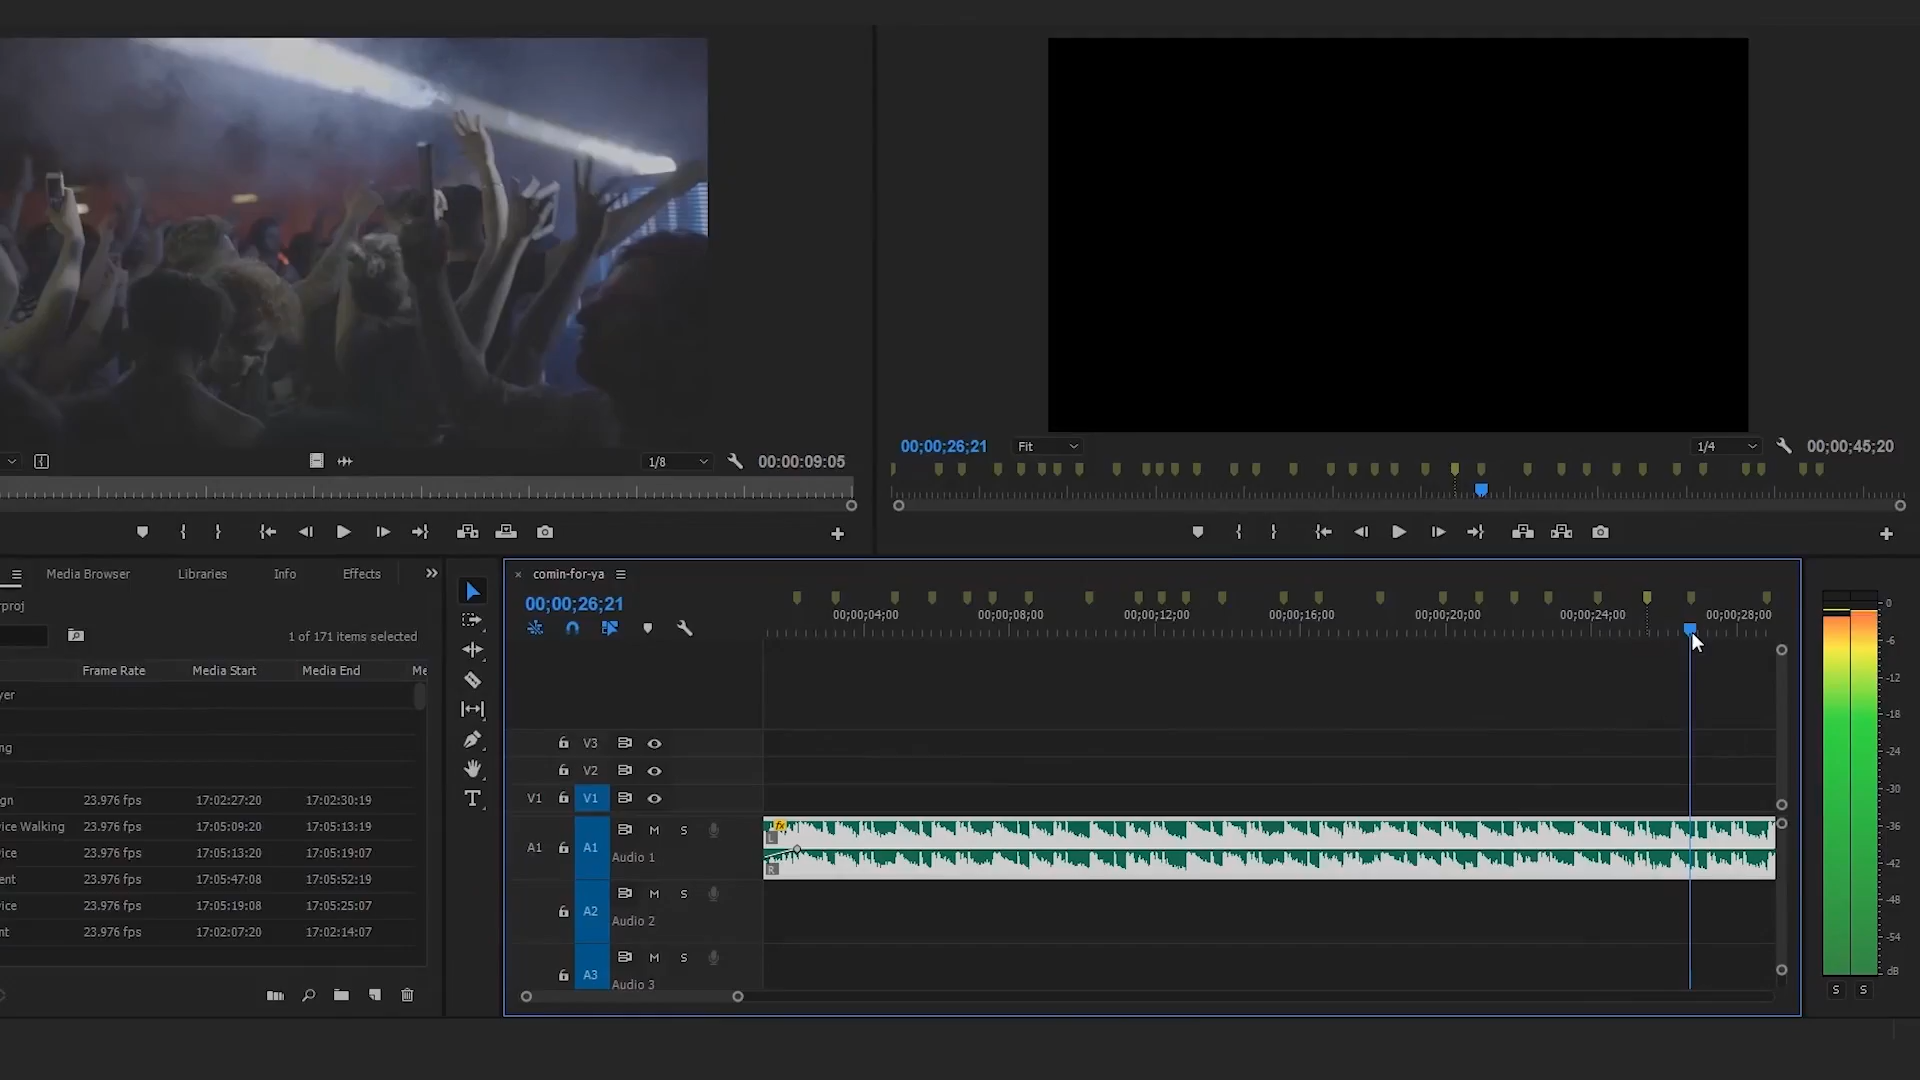 1/8
00:00:09:05
00;00;26;21
Fit
1/4
00;00;45;20
Media Browser
Libraries
Info
Effects
rproj
1 of 171 items selected
Frame Rate
Media Start
Media End
Me
yer
ng
gn 23.976 fps 17:02:27:20 17:02:30:19
vice Walking 23.976 fps 17:05:09:20 17:05:13:19
vice 23.976 fps 17:05:13:20 17:05:19:07
ent 23.976 fps 17:05:47:08 17:05:52:19
vice 23.976 fps 17:05:19:08 17:05:25:07
nt 23.976 fps 17:02:07:20 17:02:14:07
T
× comin-for-ya
00;00;26;21
00;00;04;00
00;00;08;00
00;00;12;00
00;00;16;00
00;00;20;00
00;00;24;00
00;00;28;00
V3
V2
V1 V1
A1 A1 M S
Audio 1
fx
L
R
A2 M S
Audio 2
A3 M S
Audio 3
0
-6
-12
-18
-24
-30
-36
-42
-48
-54
dB
S S